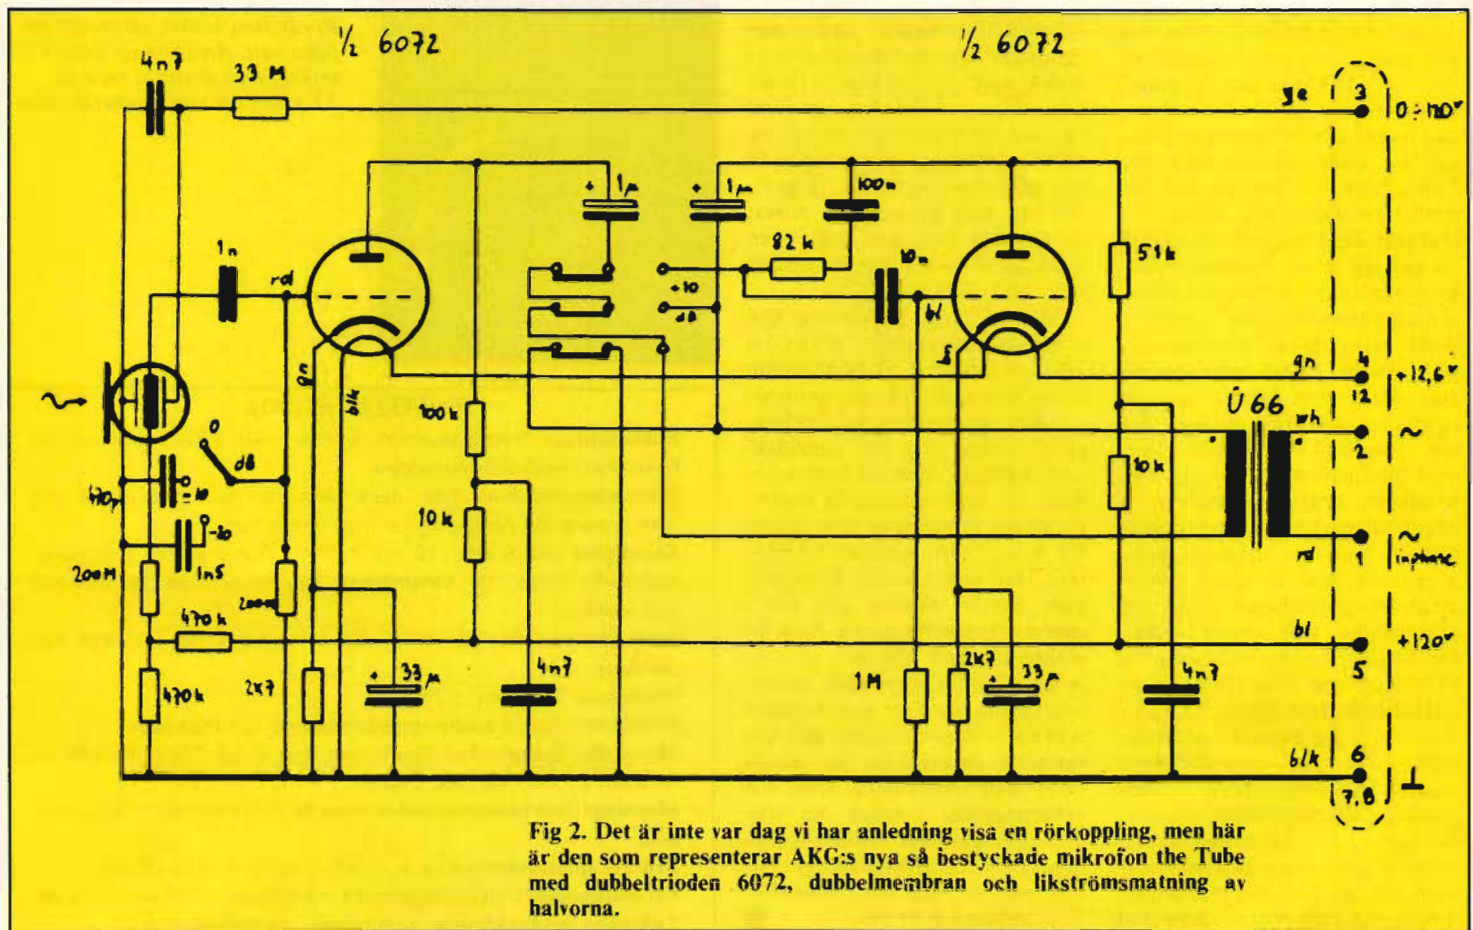 ½ 6072
½ 6072
4n7
33 M
ye
3
0÷120v
1µ
1µ
100n
1n
rd
82k
10n
51k
+10
dB
bl
gn
blk
gn
4
12
+12,6v
Ü 66
wh
2
~
100k
10k
0
dB
470p
-10
-20
1n5
10k
rd
1
~
inphase
200M
470k
bl
5
+120v
470k
2k7
+
33µ
4n7
1M
2k7
+
33µ
4n7
blk
6
7,8
⊥
Fig 2. Det är inte var dag vi har anledning visa en rörkoppling, men här
är den som representerar AKG:s nya så bestyckade mikrofon the Tube
med dubbeltrioden 6072, dubbelmembran och likströmsmatning av
halvorna.